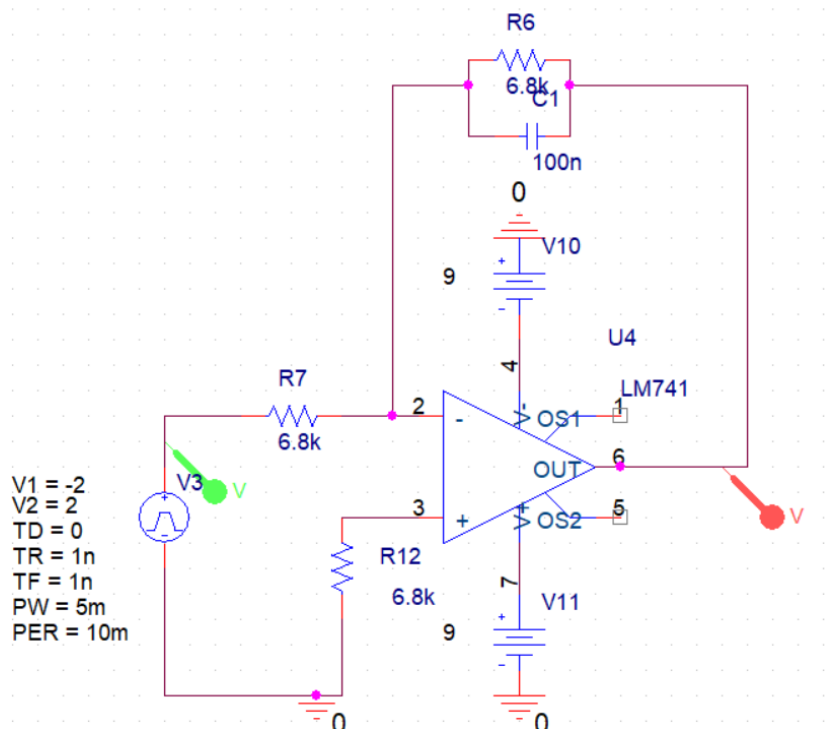 R6
6.8k
C1
100n
0
V10
9
U4
4
R7
LM741
2
-
V-
OS1
1
6.8k
V1 = -2
V3
V
OUT
6
V2 = 2
TD = 0
3
+
V+
OS2
5
V
TR = 1n
R12
TF = 1n
7
V11
PW = 5m
6.8k
PER = 10m
9
0
0